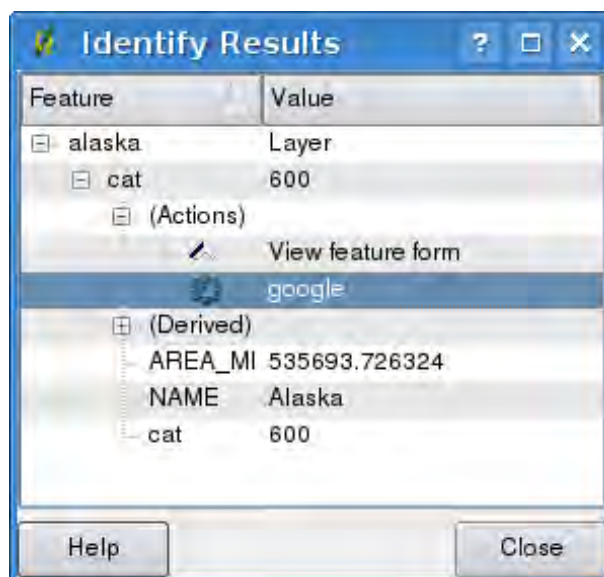 Identify Results ?
Feature Value
alaska Layer
cat 600
(Actions)
View feature form
google
(Derived)
AREA_MI 535693.726324
NAME Alaska
cat 600
Help Close